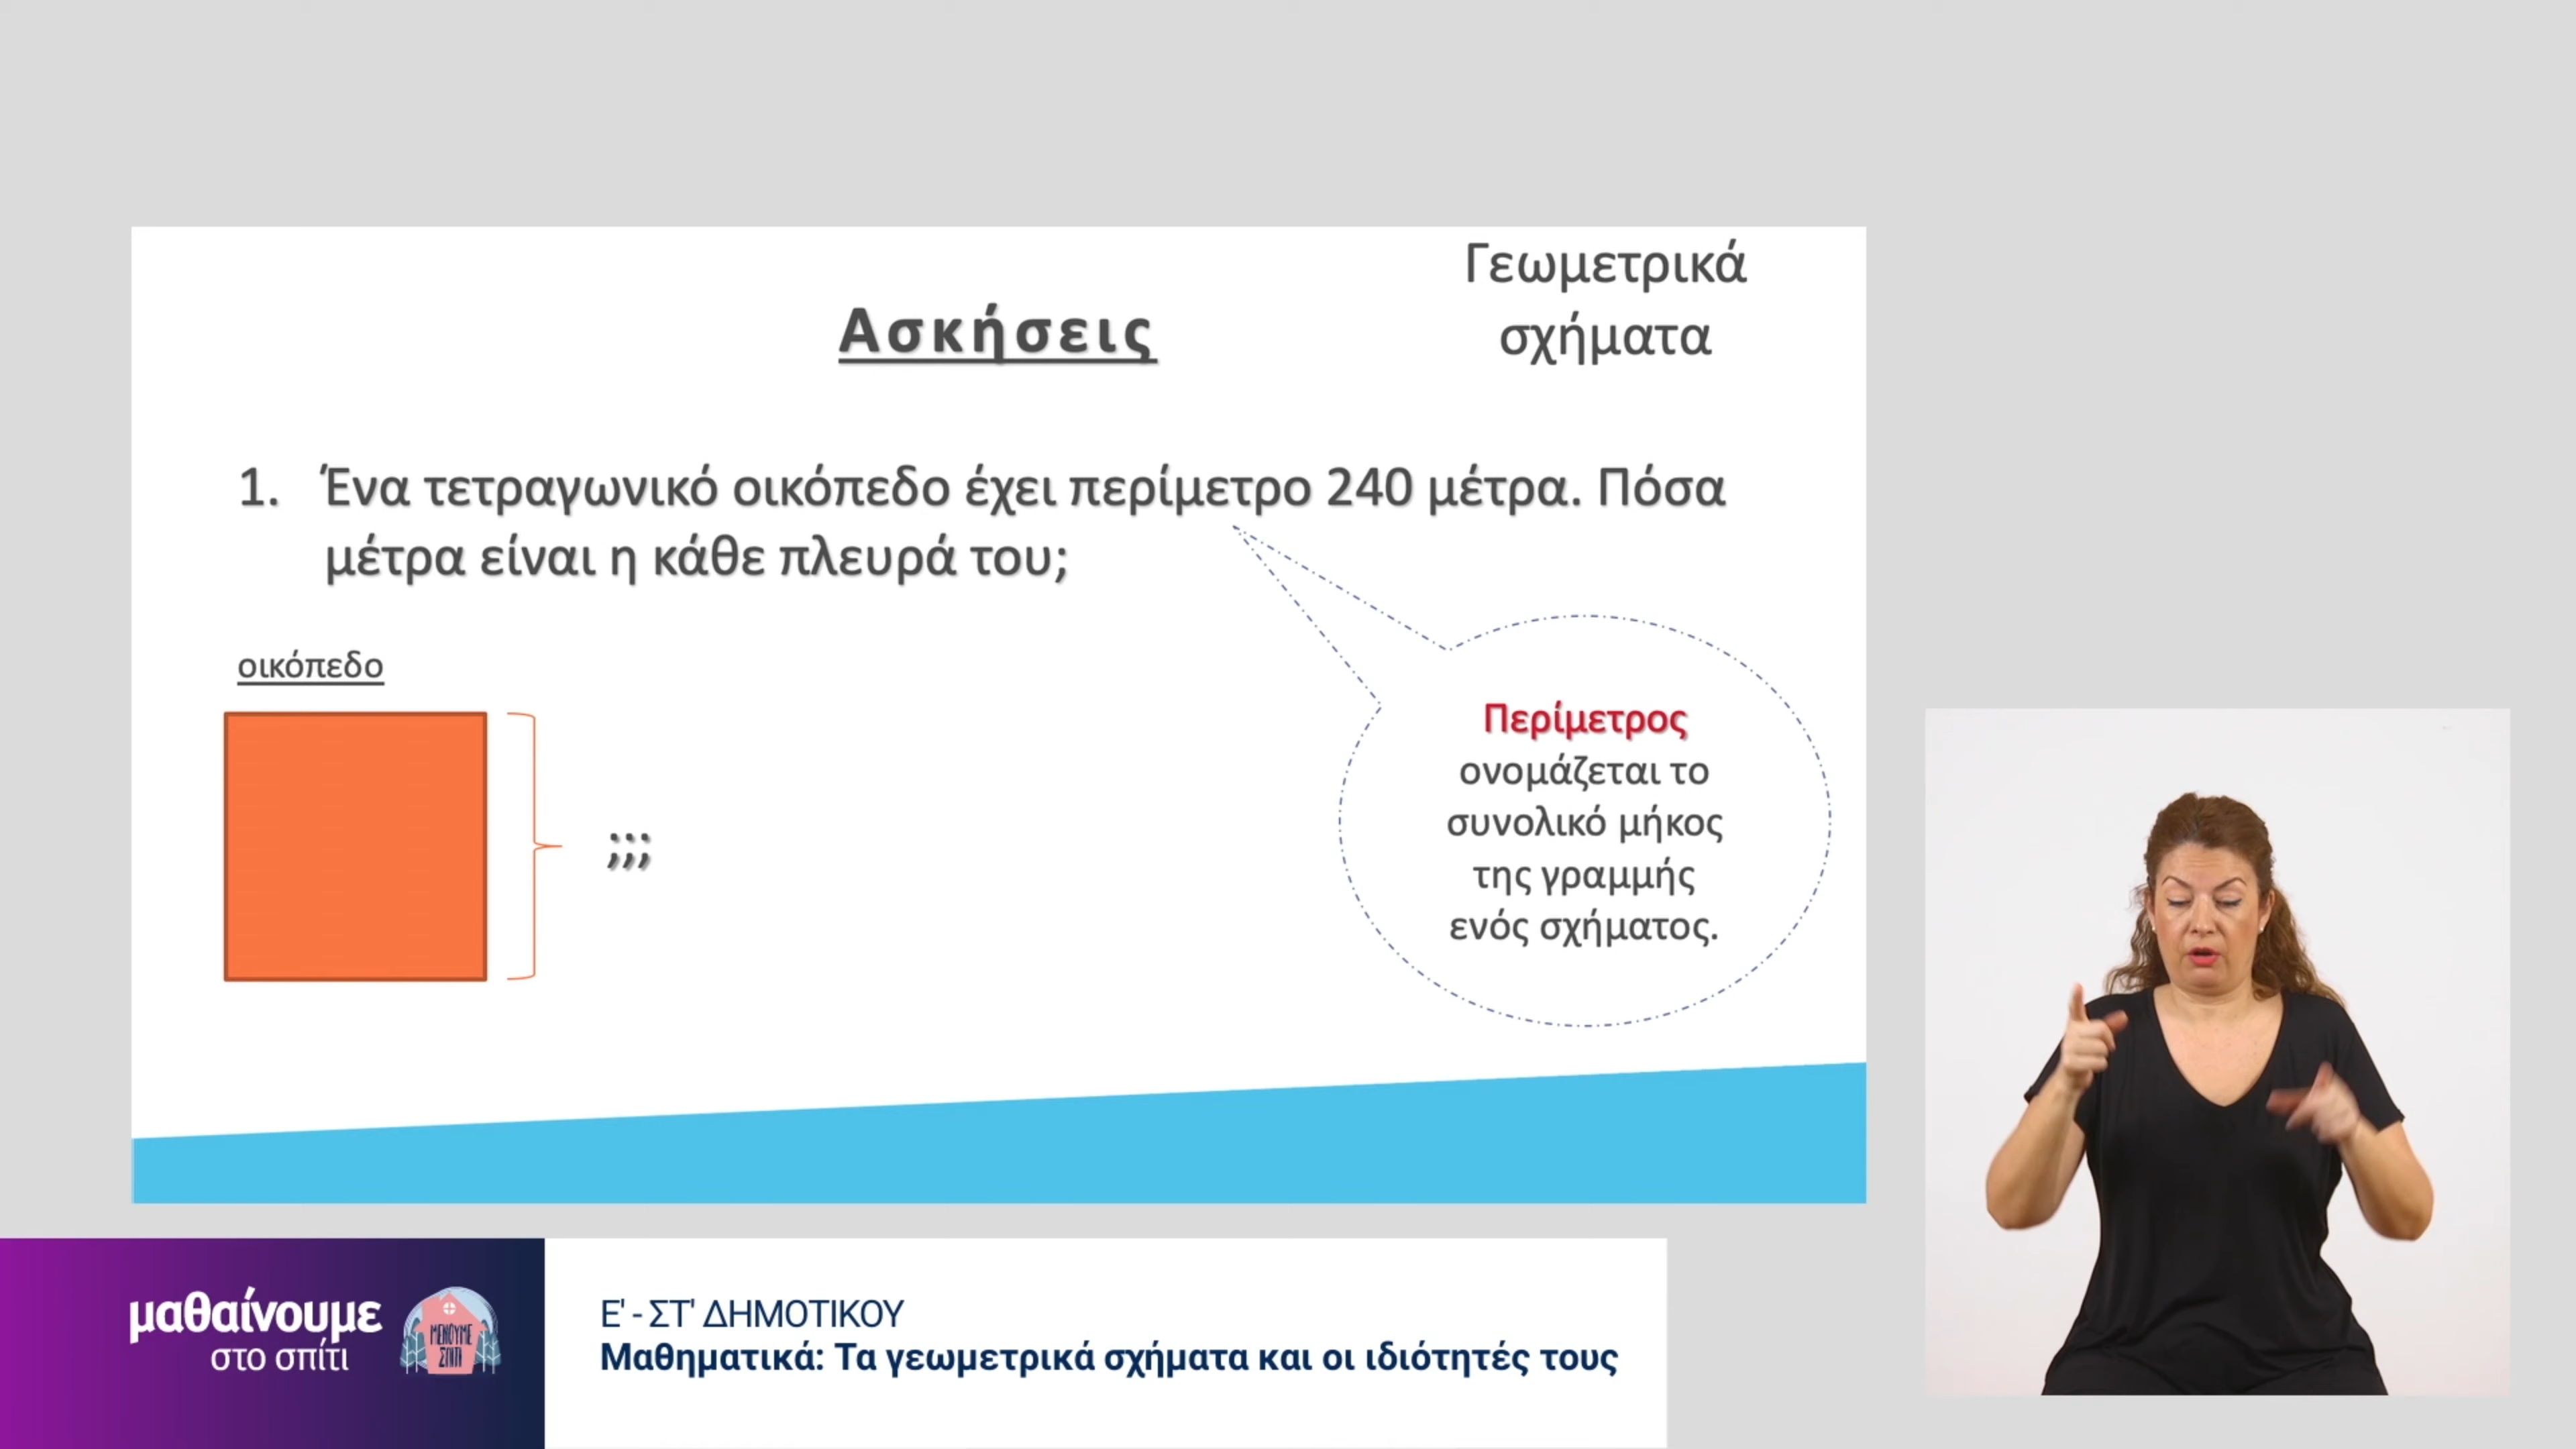 Γεωμετρικά
σχήματα
Ασκήσεις
1. Ένα τετραγωνικό οικόπεδο έχει περίμετρο 240 μέτρα. Πόσα
μέτρα είναι η κάθε πλευρά του;
οικόπεδο
;;;
Περίμετρος
ονομάζεται το
συνολικό μήκος
της γραμμής
ενός σχήματος.
μαθαίνουμε
στο σπίτι
ΜΕΝΟΥΜΕ
ΣΠΙΤΙ
Ε' - ΣΤ' ΔΗΜΟΤΙΚΟΥ
Μαθηματικά: Τα γεωμετρικά σχήματα και οι ιδιότητές τους